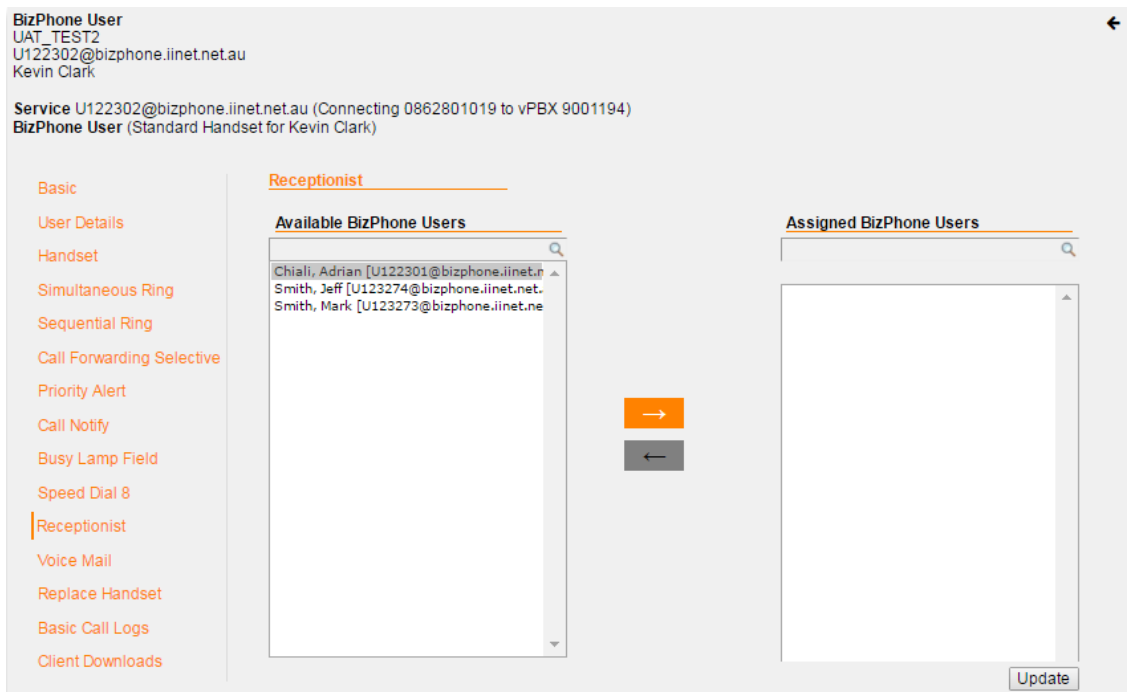 BizPhone User
UAT_TEST2
U122302@bizphone.iinet.net.au
Kevin Clark
Service U122302@bizphone.iinet.net.au (Connecting 0862801019 to vPBX 9001194)
BizPhone User (Standard Handset for Kevin Clark)
Basic
User Details
Handset
Simultaneous Ring
Sequential Ring
Call Forwarding Selective
Priority Alert
Call Notify
Busy Lamp Field
Speed Dial 8
Receptionist
Voice Mail
Replace Handset
Basic Call Logs
Client Downloads
Receptionist
Available BizPhone Users
Chiali, Adrian [U122301@bizphone.iinet.n
Smith, Jeff [U123274@bizphone.iinet.net.
Smith, Mark [U123273@bizphone.iinet.ne
→
←
Assigned BizPhone Users
Update